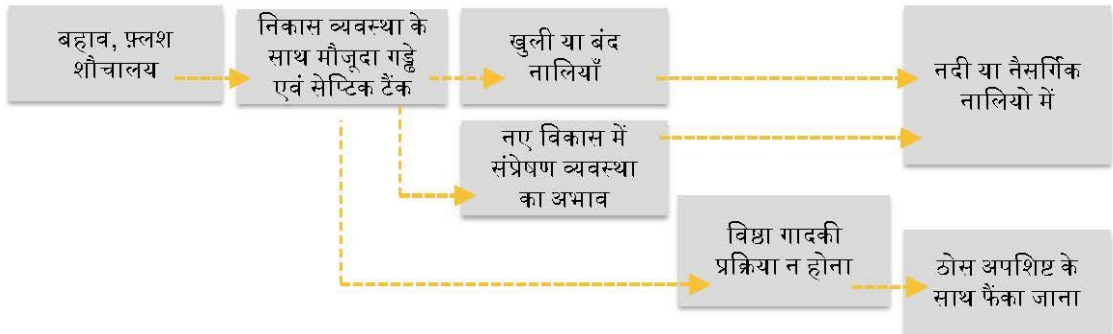 बहाव, फ़्लश
शौचालय
निकास व्यवस्था के
साथ मौजूदा गड्ढे
एवं सेप्टिक टैंक
खुली या बंद
नालियाँ
नदी या नैसर्गिक
नालियो में
नए विकास में
संप्रेषण व्यवस्था
का अभाव
विष्ठा गादकी
प्रक्रिया न होना
ठोस अपशिष्ट के
साथ फैंका जाना